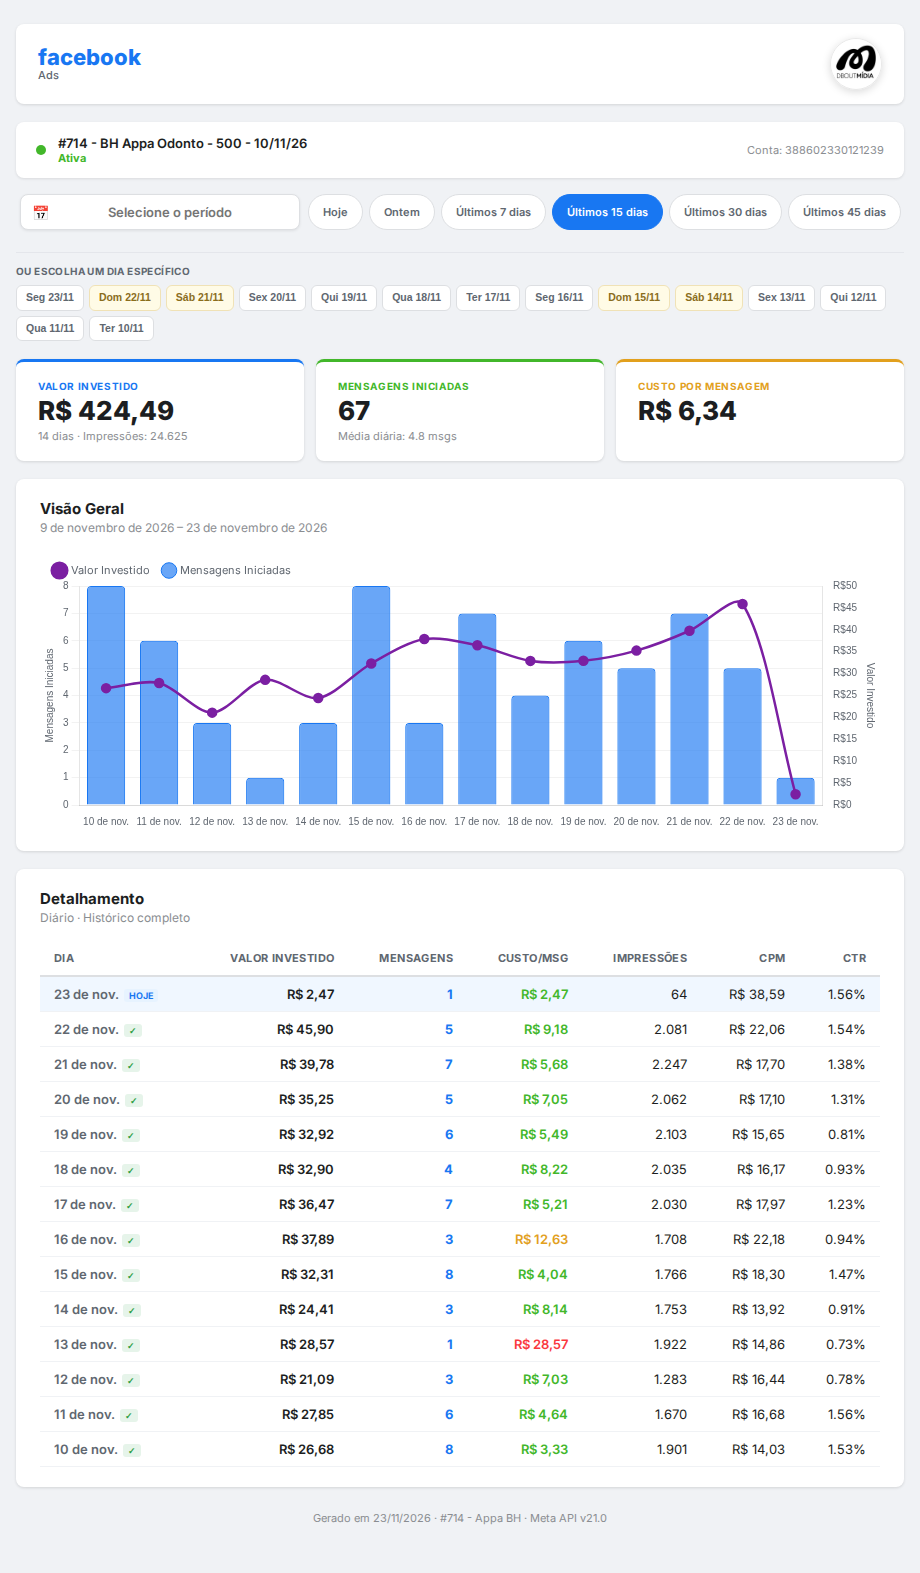 facebook
Ads
DBOUTMÍDIA
#714 - BH Appa Odonto - 500 - 10/11/26
Ativa
Conta: 388602330121239
Selecione o período
Hoje
Ontem
Últimos 7 dias
Últimos 15 dias
Últimos 30 dias
Últimos 45 dias
OU ESCOLHA UM DIA ESPECÍFICO
Seg 23/11 Dom 22/11 Sáb 21/11 Sex 20/11 Qui 19/11 Qua 18/11 Ter 17/11 Seg 16/11 Dom 15/11 Sáb 14/11 Sex 13/11 Qui 12/11
Qua 11/11 Ter 10/11
VALOR INVESTIDO
R$ 424,49
14 dias · Impressões: 24.625
MENSAGENS INICIADAS
67
Média diária: 4.8 msgs
CUSTO POR MENSAGEM
R$ 6,34
Visão Geral
9 de novembro de 2026 – 23 de novembro de 2026
Valor Investido Mensagens Iniciadas
Mensagens Iniciadas
8
7
6
5
4
3
2
1
0
R$50
R$45
R$40
R$35
R$30
R$25
R$20
R$15
R$10
R$5
R$0
Valor Investido
10 de nov. 11 de nov. 12 de nov. 13 de nov. 14 de nov. 15 de nov. 16 de nov. 17 de nov. 18 de nov. 19 de nov. 20 de nov. 21 de nov. 22 de nov. 23 de nov.
Detalhamento
Diário · Histórico completo
DIA VALOR INVESTIDO MENSAGENS CUSTO/MSG IMPRESSÕES CPM CTR
23 de nov. HOJE R$ 2,47 1 R$ 2,47 64 R$ 38,59 1.56%
22 de nov. ✓ R$ 45,90 5 R$ 9,18 2.081 R$ 22,06 1.54%
21 de nov. ✓ R$ 39,78 7 R$ 5,68 2.247 R$ 17,70 1.38%
20 de nov. ✓ R$ 35,25 5 R$ 7,05 2.062 R$ 17,10 1.31%
19 de nov. ✓ R$ 32,92 6 R$ 5,49 2.103 R$ 15,65 0.81%
18 de nov. ✓ R$ 32,90 4 R$ 8,22 2.035 R$ 16,17 0.93%
17 de nov. ✓ R$ 36,47 7 R$ 5,21 2.030 R$ 17,97 1.23%
16 de nov. ✓ R$ 37,89 3 R$ 12,63 1.708 R$ 22,18 0.94%
15 de nov. ✓ R$ 32,31 8 R$ 4,04 1.766 R$ 18,30 1.47%
14 de nov. ✓ R$ 24,41 3 R$ 8,14 1.753 R$ 13,92 0.91%
13 de nov. ✓ R$ 28,57 1 R$ 28,57 1.922 R$ 14,86 0.73%
12 de nov. ✓ R$ 21,09 3 R$ 7,03 1.283 R$ 16,44 0.78%
11 de nov. ✓ R$ 27,85 6 R$ 4,64 1.670 R$ 16,68 1.56%
10 de nov. ✓ R$ 26,68 8 R$ 3,33 1.901 R$ 14,03 1.53%
Gerado em 23/11/2026 · #714 - Appa BH · Meta API v21.0